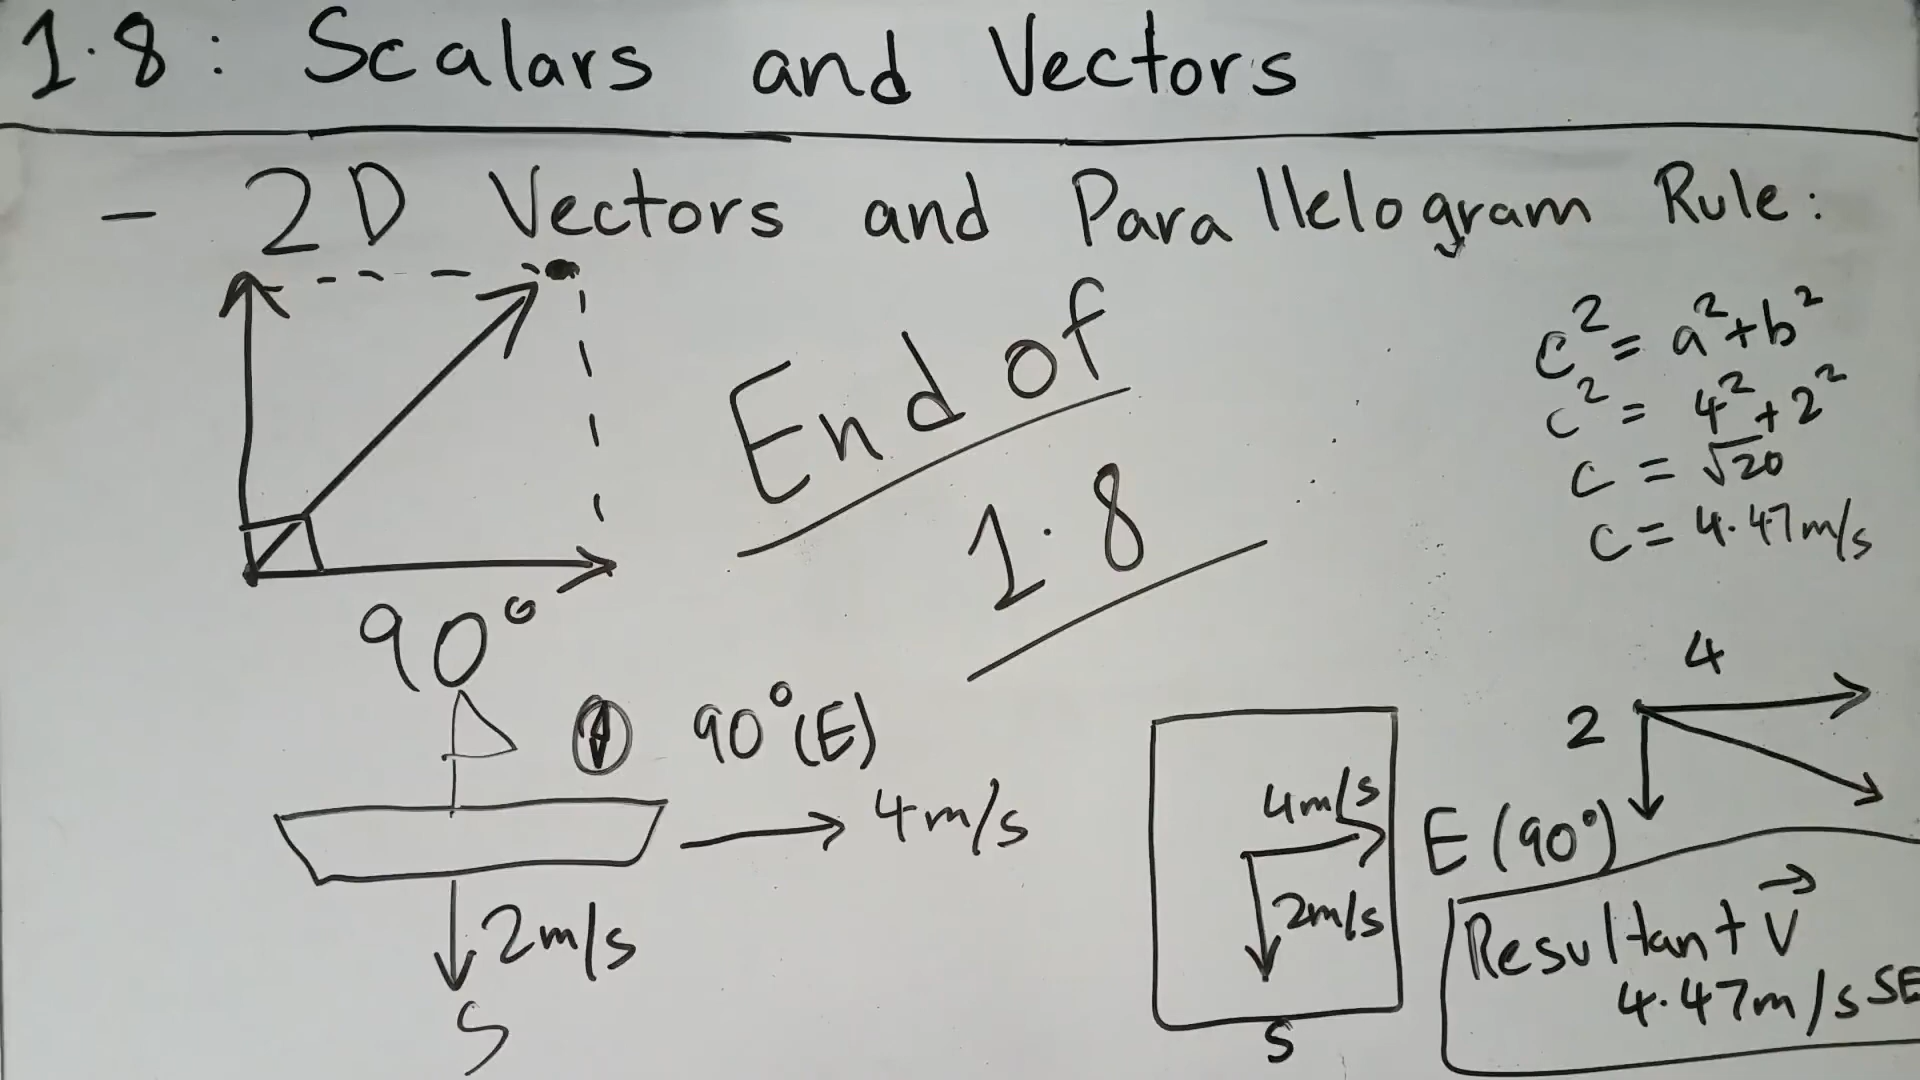 1.8: Scalars and Vectors
- 2D Vectors and Parallelogram Rule:
End of
1.8
c² = a²+b²
c² = 4²+2²
c = √20
c = 4.47m/s
90°
90°(E)
4m/s
2m/s
S
4m/s
2m/s
S
E (90°)
4
2
Resultant V⃗
4.47m/s SE